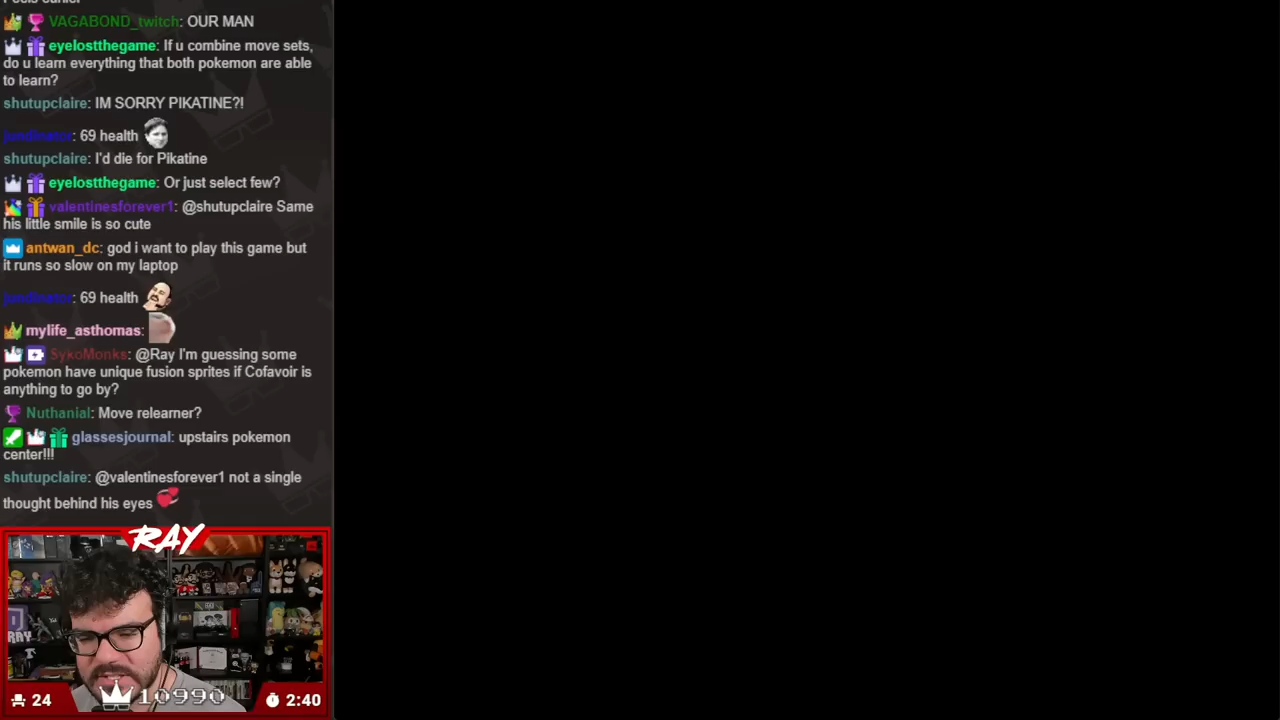 VAGABOND_twitch: OUR MAN
eyelostthegame: If u combine move sets,
do u learn everything that both pokemon are able
to learn?
shutupclaire: IM SORRY PIKATINE?!
jundinator: 69 health
shutupclaire: I'd die for Pikatine
eyelostthegame: Or just select few?
valentinesforever1: @shutupclaire Same
his little smile is so cute
antwan_dc: god i want to play this game but
it runs so slow on my laptop
jundinator: 69 health
mylife_asthomas:
SykoMonks: @Ray I'm guessing some
pokemon have unique fusion sprites if Cofavoir is
anything to go by?
Nuthanial: Move relearner?
glassesjournal: upstairs pokemon
center!!!
shutupclaire: @valentinesforever1 not a single
thought behind his eyes
RAY
RAY
24
10990
2:40